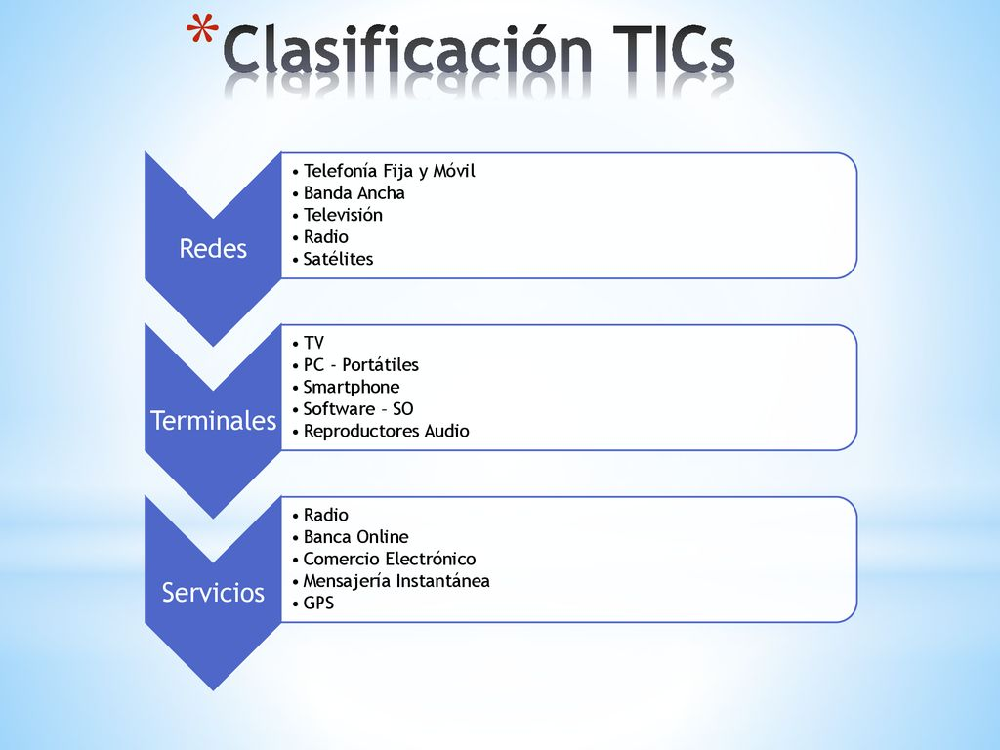 *Clasificación TICs
Redes
• Telefonía Fija y Móvil
• Banda Ancha
• Televisión
• Radio
• Satélites
Terminales
• TV
• PC - Portátiles
• Smartphone
• Software – SO
• Reproductores Audio
Servicios
• Radio
• Banca Online
• Comercio Electrónico
• Mensajería Instantánea
• GPS